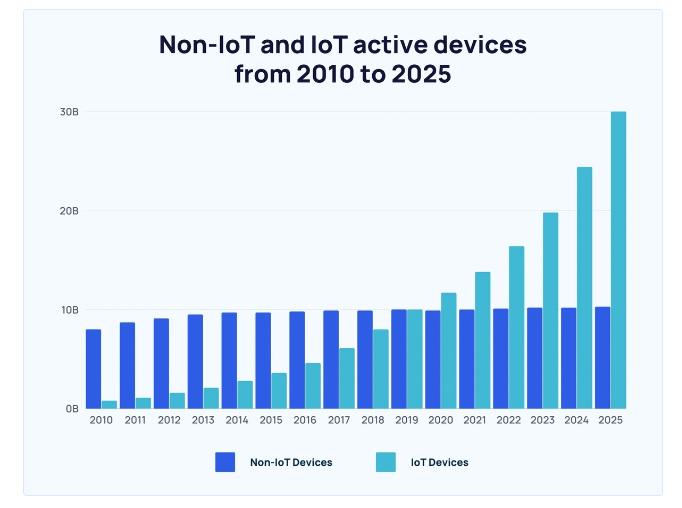 Non-IoT and IoT active devices
from 2010 to 2025
30B
20B
10B
0B
2010 2011 2012 2013 2014 2015 2016 2017 2018 2019 2020 2021 2022 2023 2024 2025
Non-IoT Devices IoT Devices